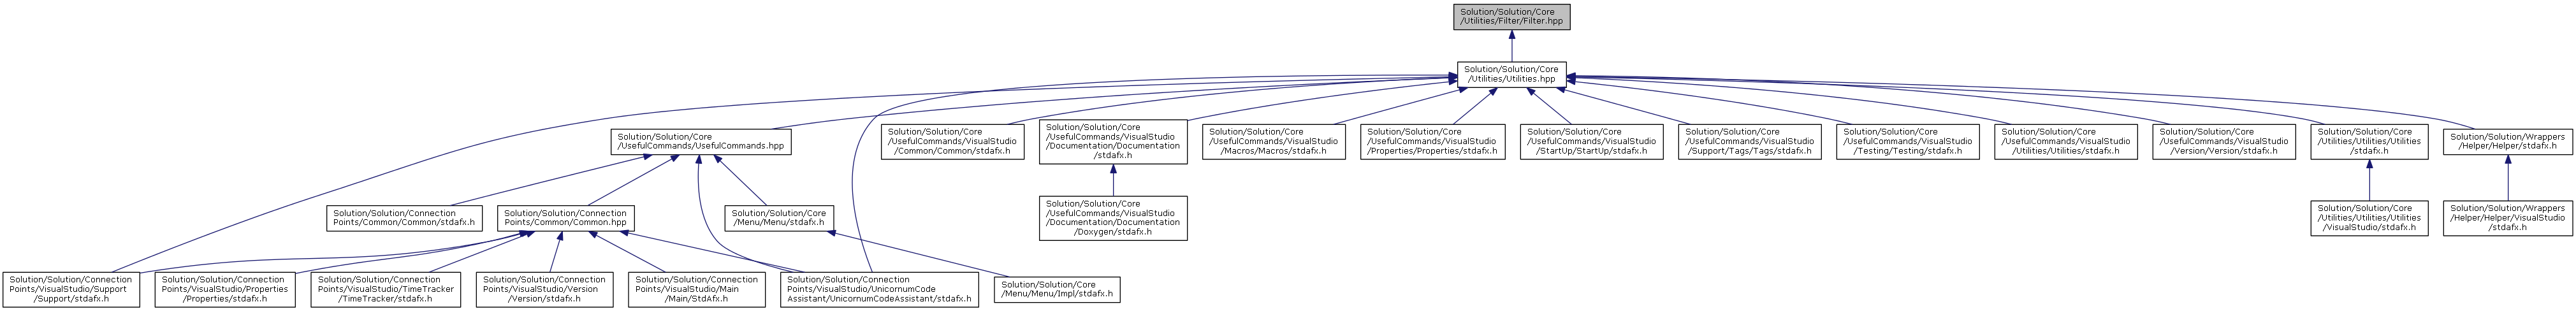 Solution/Solution/Core
/Utilities/Filter/Filter.hpp
Solution/Solution/Core
/Utilities/Utilities.hpp
Solution/Solution/Core
/UsefulCommands/UsefulCommands.hpp
Solution/Solution/Core
/UsefulCommands/VisualStudio
/Common/Common/stdafx.h
Solution/Solution/Core
/UsefulCommands/VisualStudio
/Documentation/Documentation
/stdafx.h
Solution/Solution/Core
/UsefulCommands/VisualStudio
/Macros/Macros/stdafx.h
Solution/Solution/Core
/UsefulCommands/VisualStudio
/Properties/Properties/stdafx.h
Solution/Solution/Core
/UsefulCommands/VisualStudio
/StartUp/StartUp/stdafx.h
Solution/Solution/Core
/UsefulCommands/VisualStudio
/Support/Tags/Tags/stdafx.h
Solution/Solution/Core
/UsefulCommands/VisualStudio
/Testing/Testing/stdafx.h
Solution/Solution/Core
/UsefulCommands/VisualStudio
/Utilities/Utilities/stdafx.h
Solution/Solution/Core
/UsefulCommands/VisualStudio
/Version/Version/stdafx.h
Solution/Solution/Core
/Utilities/Utilities/Utilities
/stdafx.h
Solution/Solution/Wrappers
/Helper/Helper/stdafx.h
Solution/Solution/Connection
Points/Common/Common/stdafx.h
Solution/Solution/Connection
Points/Common/Common.hpp
Solution/Solution/Core
/Menu/Menu/stdafx.h
Solution/Solution/Core
/UsefulCommands/VisualStudio
/Documentation/Documentation
/Doxygen/stdafx.h
Solution/Solution/Core
/Utilities/Utilities/Utilities
/VisualStudio/stdafx.h
Solution/Solution/Wrappers
/Helper/Helper/VisualStudio
/stdafx.h
Solution/Solution/Connection
Points/VisualStudio/Support
/Support/stdafx.h
Solution/Solution/Connection
Points/VisualStudio/Properties
/Properties/stdafx.h
Solution/Solution/Connection
Points/VisualStudio/TimeTracker
/TimeTracker/stdafx.h
Solution/Solution/Connection
Points/VisualStudio/Version
/Version/stdafx.h
Solution/Solution/Connection
Points/VisualStudio/Main
/Main/StdAfx.h
Solution/Solution/Connection
Points/VisualStudio/UnicornumCode
Assistant/UnicornumCodeAssistant/stdafx.h
Solution/Solution/Core
/Menu/Menu/Impl/stdafx.h